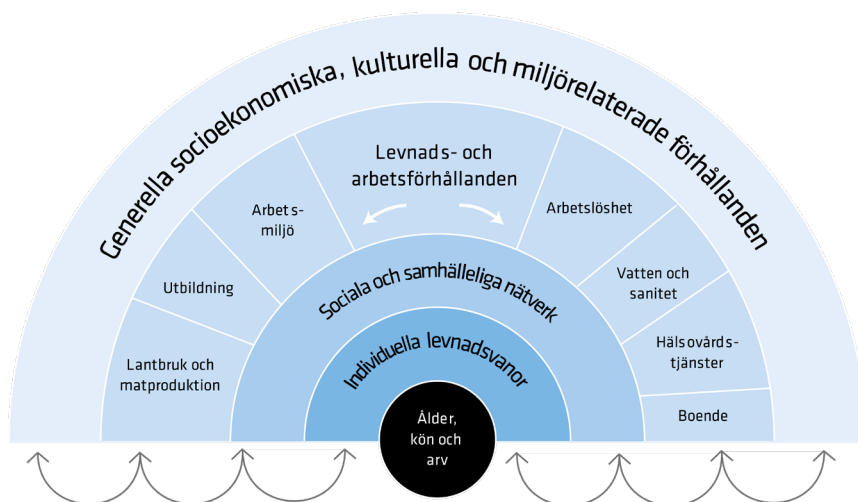 Generella socioekonomiska, kulturella och miljörelaterade förhållanden
Levnads- och
arbetsförhållanden
Arbets-
miljö
Arbetslöshet
Utbildning
Vatten och
sanitet
Lantbruk och
matproduktion
Hälsovårds-
tjänster
Boende
Sociala och samhälleliga nätverk
Individuella levnadsvanor
Ålder,
kön och
arv